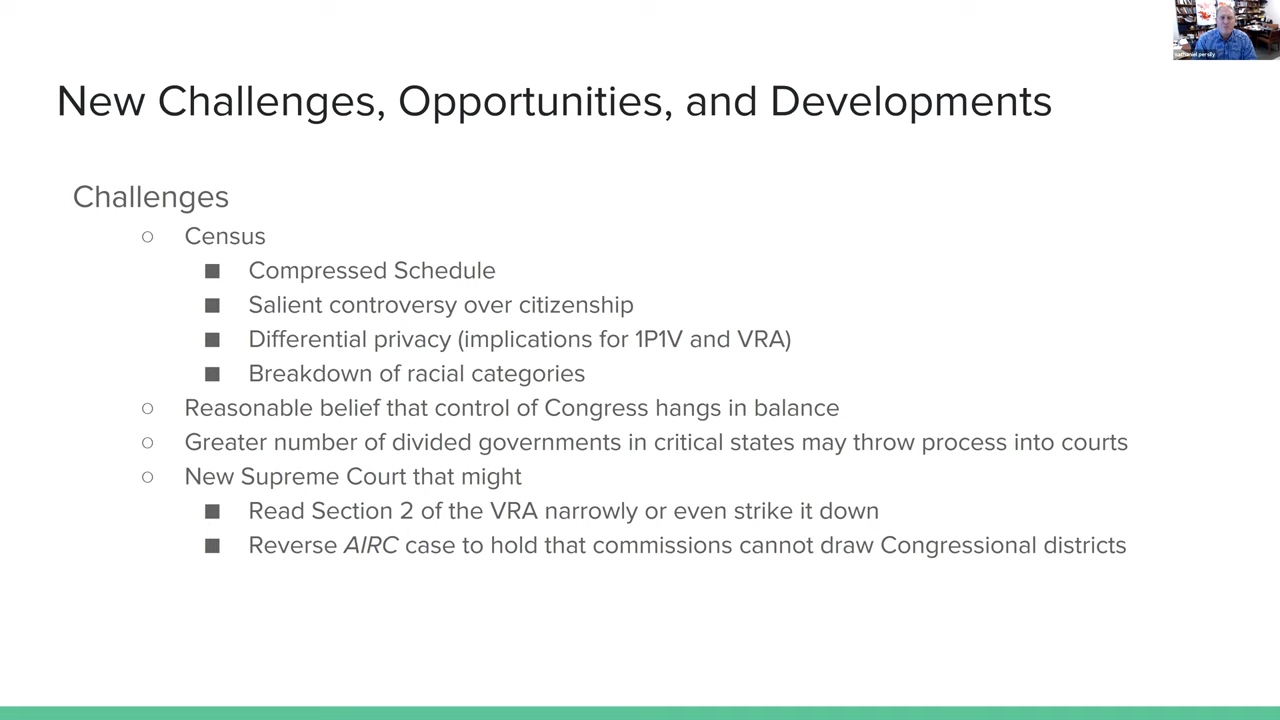 nathaniel persily
New Challenges, Opportunities, and Developments
Challenges
○ Census
■ Compressed Schedule
■ Salient controversy over citizenship
■ Differential privacy (implications for 1P1V and VRA)
■ Breakdown of racial categories
○ Reasonable belief that control of Congress hangs in balance
○ Greater number of divided governments in critical states may throw process into courts
○ New Supreme Court that might
■ Read Section 2 of the VRA narrowly or even strike it down
■ Reverse AIRC case to hold that commissions cannot draw Congressional districts